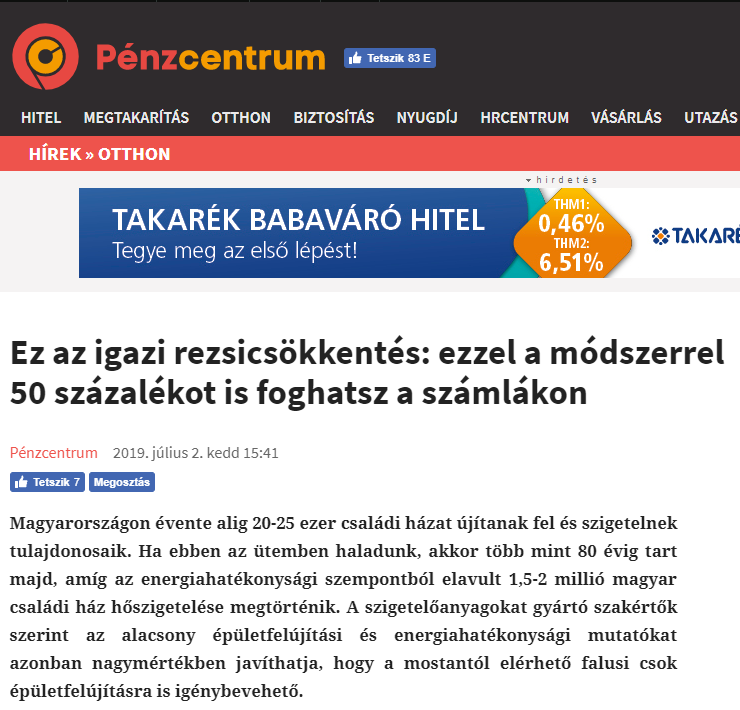 Pénzcentrum
Tetszik 83 E
HITEL MEGTAKARÍTÁS OTTHON BIZTOSÍTÁS NYUGDÍJ HRCENTRUM VÁSÁRLÁS UTAZÁS
HÍREK » OTTHON
hirdetés
TAKARÉK BABAVÁRÓ HITEL
Tegye meg az első lépést!
THM1:
0,46%
THM2:
6,51%
TAKARÉ
Ez az igazi rezsicsökkentés: ezzel a módszerrel
50 százalékot is foghatsz a számlákon
Pénzcentrum 2019. július 2. kedd 15:41
Tetszik 7 Megosztás
Magyarországon évente alig 20-25 ezer családi házat újítanak fel és szigetelnek
tulajdonosaik. Ha ebben az ütemben haladunk, akkor több mint 80 évig tart
majd, amíg az energiahatékonysági szempontból elavult 1,5-2 millió magyar
családi ház hőszigetelése megtörténik. A szigetelőanyagokat gyártó szakértők
szerint az alacsony épületfelújítási és energiahatékonysági mutatókat
azonban nagymértékben javíthatja, hogy a mostantól elérhető falusi csok
épületfelújításra is igénybevehető.